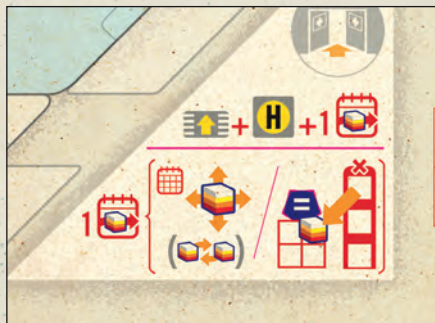 + H +1
1 / =
( )